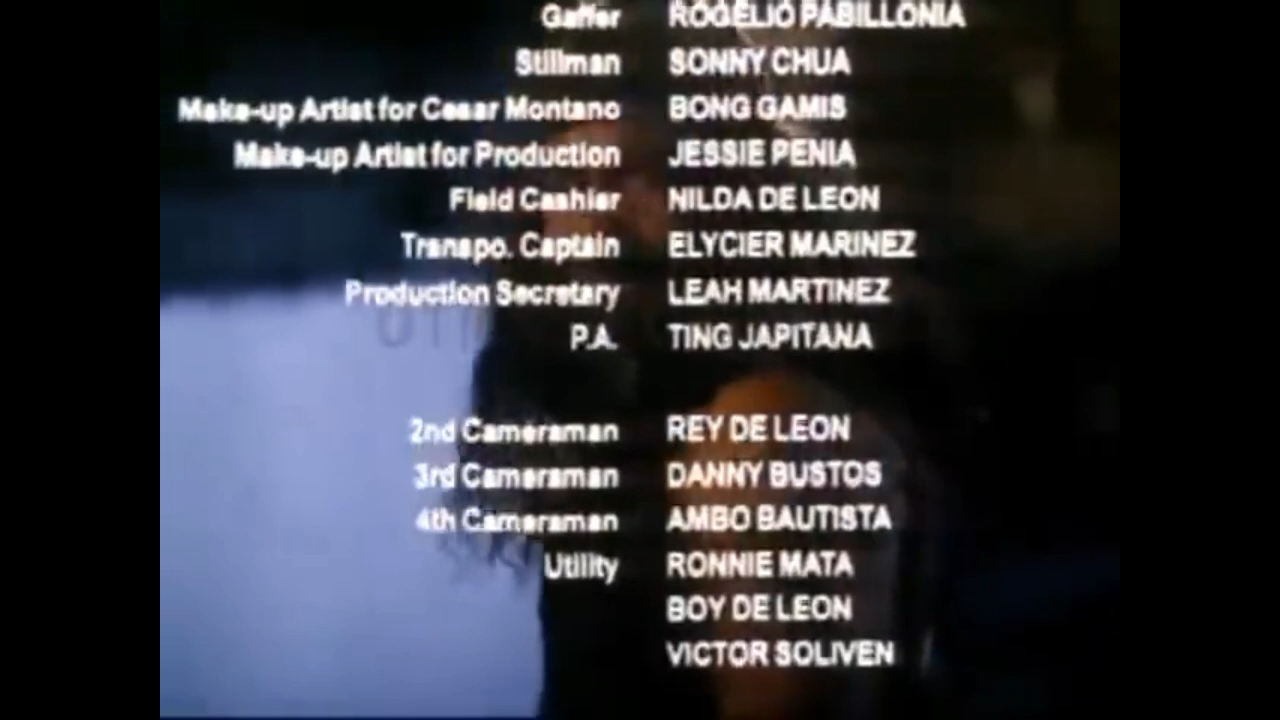 Gaffer ROGELIO PABILLONIA
Stillman SONNY CHUA
Make-up Artist for Cesar Montano BONG GAMIS
Make-up Artist for Production JESSIE PENIA
Field Cashier NILDA DE LEON
Transpo. Captain ELYCIER MARINEZ
Production Secretary LEAH MARTINEZ
P.A. TING JAPITANA
2nd Cameraman REY DE LEON
3rd Cameraman DANNY BUSTOS
4th Cameraman AMBO BAUTISTA
Utility RONNIE MATA
BOY DE LEON
VICTOR SOLIVEN